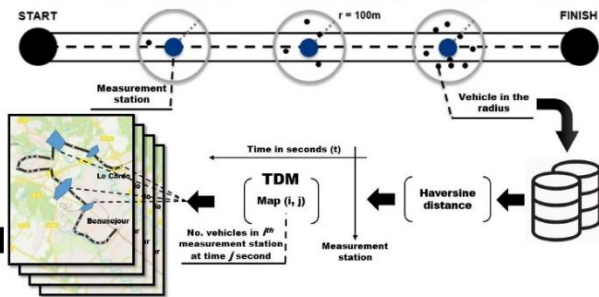 START
r = 100m
FINISH
Measurement
station
Vehicle in the
radius
Time in seconds (t)
Le Cardo
TDM
Map (i, j)
Haversine
distance
Beausejour
No. vehicles in iᵗʰ
measurement station
at time j second
Measurement
station